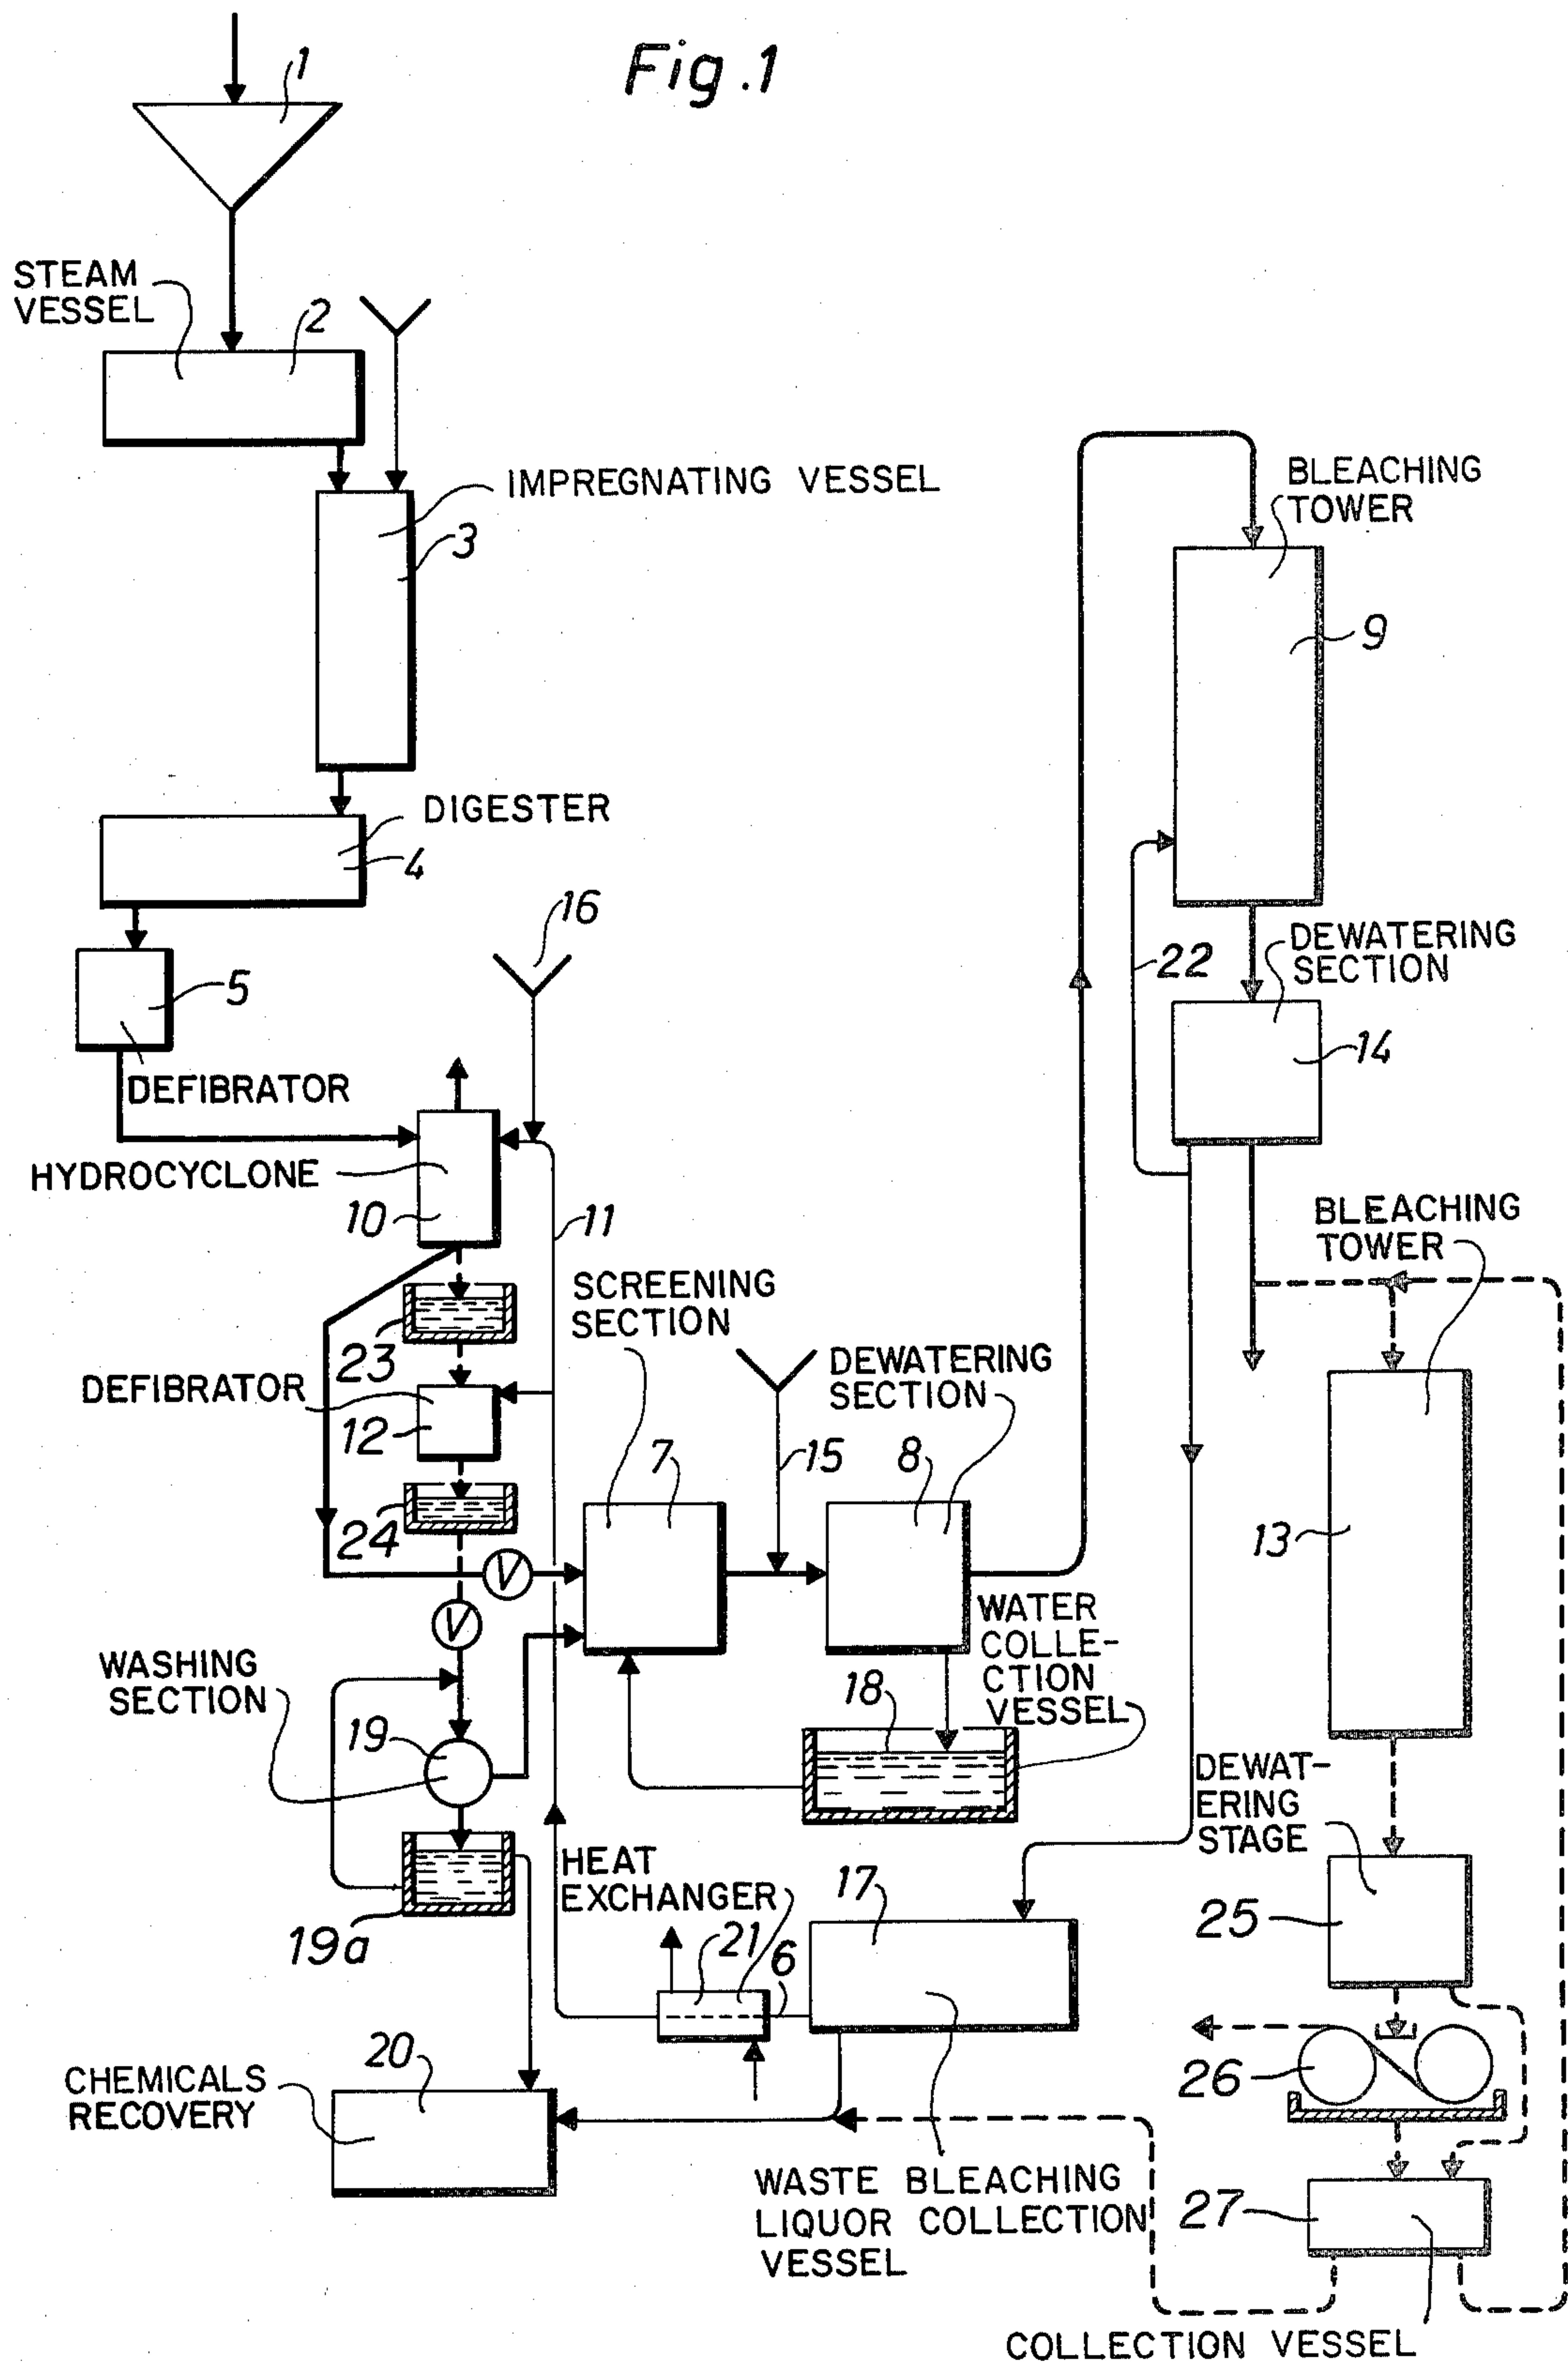 Fig.1
1
STEAM
VESSEL
2
IMPREGNATING VESSEL
3
BLEACHING
TOWER
9
DIGESTER
4
16
5
22
DEWATERING
SECTION
14
DEFIBRATOR
HYDROCYCLONE
10
11
BLEACHING
TOWER
SCREENING
SECTION
23
DEFIBRATOR
12
DEWATERING
SECTION
15
7
8
24
13
V
V
WATER
COLLE-
CTION
VESSEL
WASHING
SECTION
18
19
DEWAT-
ERING
STAGE
HEAT
EXCHANGER
17
19a
21
6
25
20
CHEMICALS
RECOVERY
26
WASTE BLEACHING
LIQUOR COLLECTION
VESSEL
27
COLLECTION VESSEL